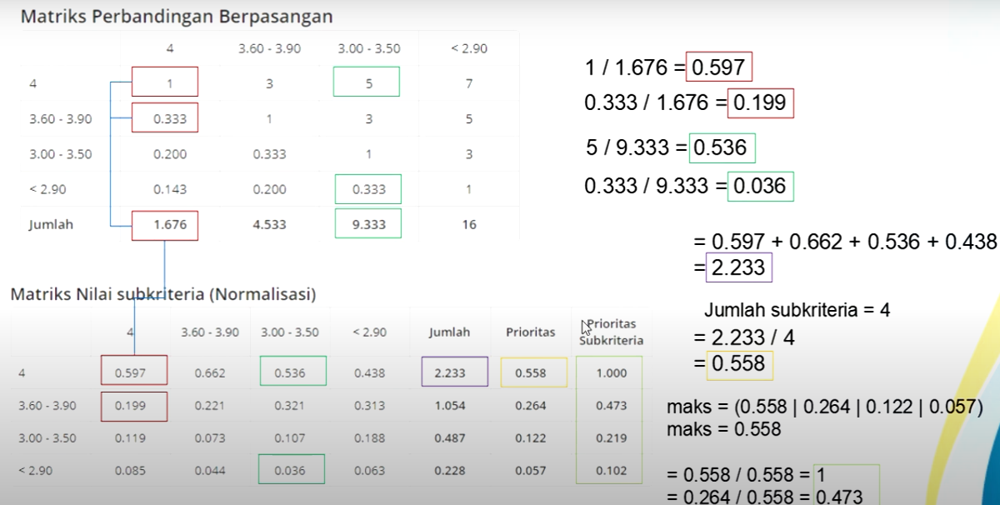 Matriks Perbandingan Berpasangan
4 3.60 - 3.90 3.00 - 3.50 < 2.90
4 1 3 5 7
3.60 - 3.90 0.333 1 3 5
3.00 - 3.50 0.200 0.333 1 3
< 2.90 0.143 0.200 0.333 1
Jumlah 1.676 4.533 9.333 16
1 / 1.676 = 0.597
0.333 / 1.676 = 0.199
5 / 9.333 = 0.536
0.333 / 9.333 = 0.036
= 0.597 + 0.662 + 0.536 + 0.438
= 2.233
Jumlah subkriteria = 4
= 2.233 / 4
= 0.558
Matriks Nilai subkriteria (Normalisasi)
4 3.60 - 3.90 3.00 - 3.50 < 2.90 Jumlah Prioritas Prioritas
Subkriteria
4 0.597 0.662 0.536 0.438 2.233 0.558 1.000
3.60 - 3.90 0.199 0.221 0.321 0.313 1.054 0.264 0.473
3.00 - 3.50 0.119 0.073 0.107 0.188 0.487 0.122 0.219
< 2.90 0.085 0.044 0.036 0.063 0.228 0.057 0.102
maks = (0.558 | 0.264 | 0.122 | 0.057)
maks = 0.558
= 0.558 / 0.558 = 1
= 0.264 / 0.558 = 0.473